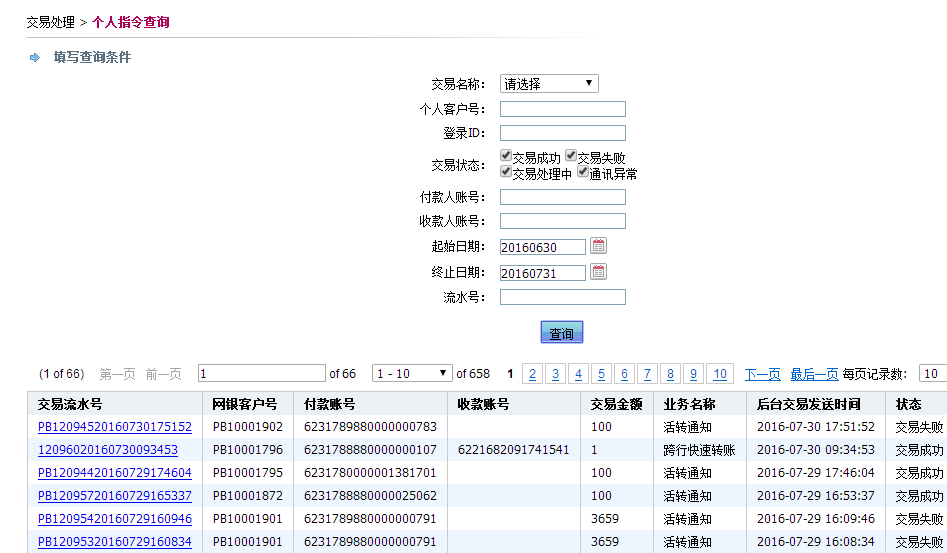 交易处理 > 个人指令查询
填写查询条件
交易名称： 请选择
个人客户号：
登录ID：
交易状态： 交易成功 交易失败
交易处理中 通讯异常
付款人账号：
收款人账号：
起始日期： 20160630
终止日期： 20160731
流水号：
查询
(1 of 66) 第一页 前一页 1 of 66 1 - 10 of 658 1 2 3 4 5 6 7 8 9 10 下一页 最后一页 每页记录数： 10
交易流水号 网银客户号 付款账号 收款账号 交易金额 业务名称 后台交易发送时间 状态
PB12094520160730175152 PB10001902 6231789880000000783 100 活转通知 2016-07-30 17:51:52 交易失败
12096020160730093453 PB10001796 6231788880000000107 6221682091741541 1 跨行快速转账 2016-07-30 09:34:53 交易成功
PB12094420160729174604 PB10001795 6231780000001381701 100 活转通知 2016-07-29 17:46:04 交易成功
PB12095720160729165337 PB10001872 6231788880000025062 100 活转通知 2016-07-29 16:53:37 交易成功
PB12095420160729160946 PB10001901 6231789880000000791 3659 活转通知 2016-07-29 16:09:46 交易失败
PB12095320160729160834 PB10001901 6231789880000000791 3659 活转通知 2016-07-29 16:08:34 交易失败